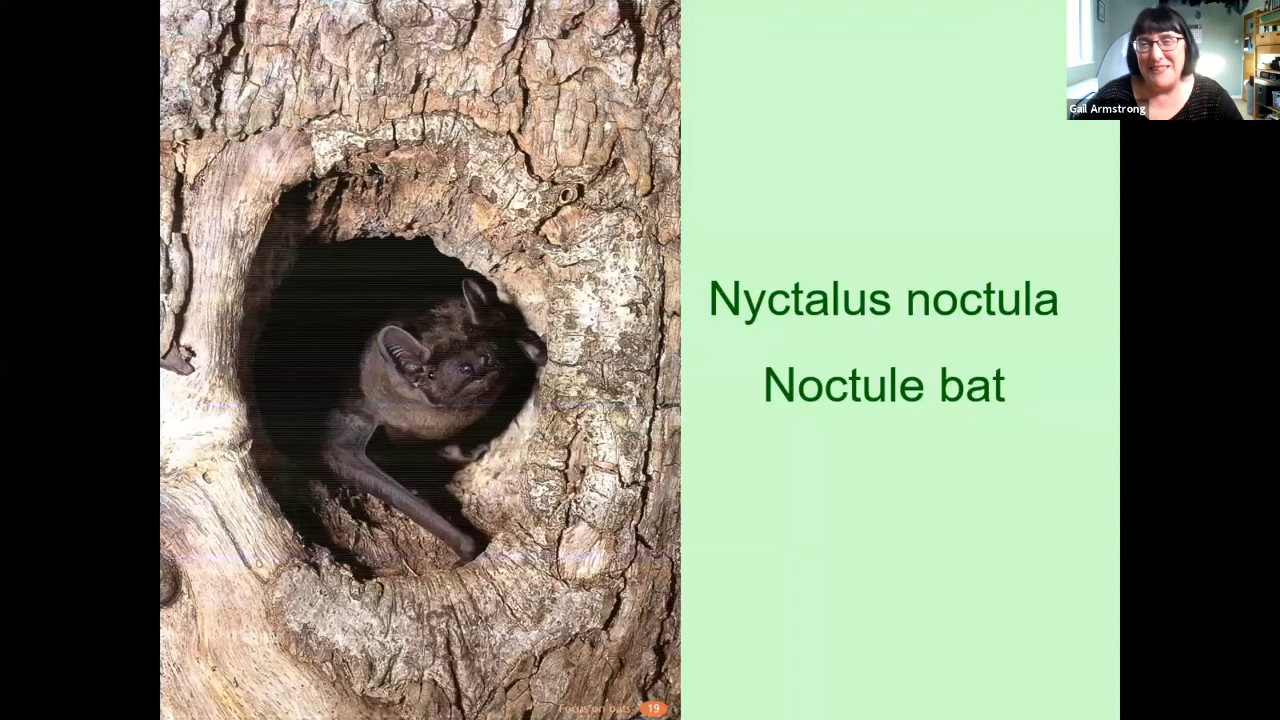 Gail Armstrong
Nyctalus noctula
Noctule bat
Focus on bats 19